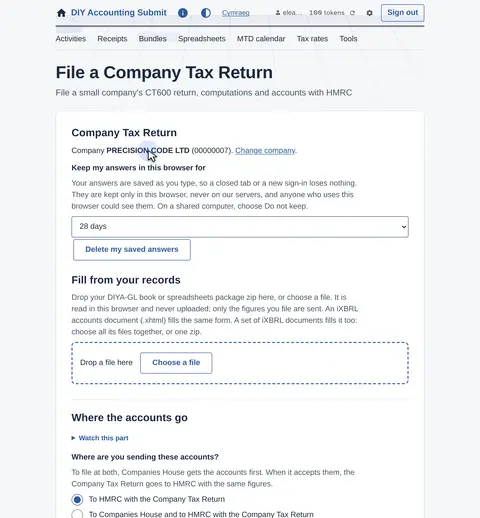 DIY Accounting Submit
Cymraeg
elea...
100 tokens
Sign out
Activities
Receipts
Bundles
Spreadsheets
MTD calendar
Tax rates
Tools
File a Company Tax Return
File a small company's CT600 return, computations and accounts with HMRC
Company Tax Return
Company PRECISION CODE LTD (00000007). Change company.
Keep my answers in this browser for
Your answers are saved as you type, so a closed tab or a new sign-in loses nothing.
They are kept only in this browser, never on our servers, and anyone who uses this
browser could see them. On a shared computer, choose Do not keep.
28 days
Delete my saved answers
Fill from your records
Drop your DIYA-GL book or spreadsheets package zip here, or choose a file. It is
read in this browser and never uploaded; only the figures you file are sent. An iXBRL
accounts document (.xhtml) fills the same form. A set of iXBRL documents fills it too:
choose all its files together, or one zip.
Drop a file here
Choose a file
Where the accounts go
Watch this part
Where are you sending these accounts?
To file at both, Companies House gets the accounts first. When it accepts them, the
Company Tax Return goes to HMRC with the same figures.
To HMRC with the Company Tax Return
To Companies House and to HMRC with the Company Tax Return